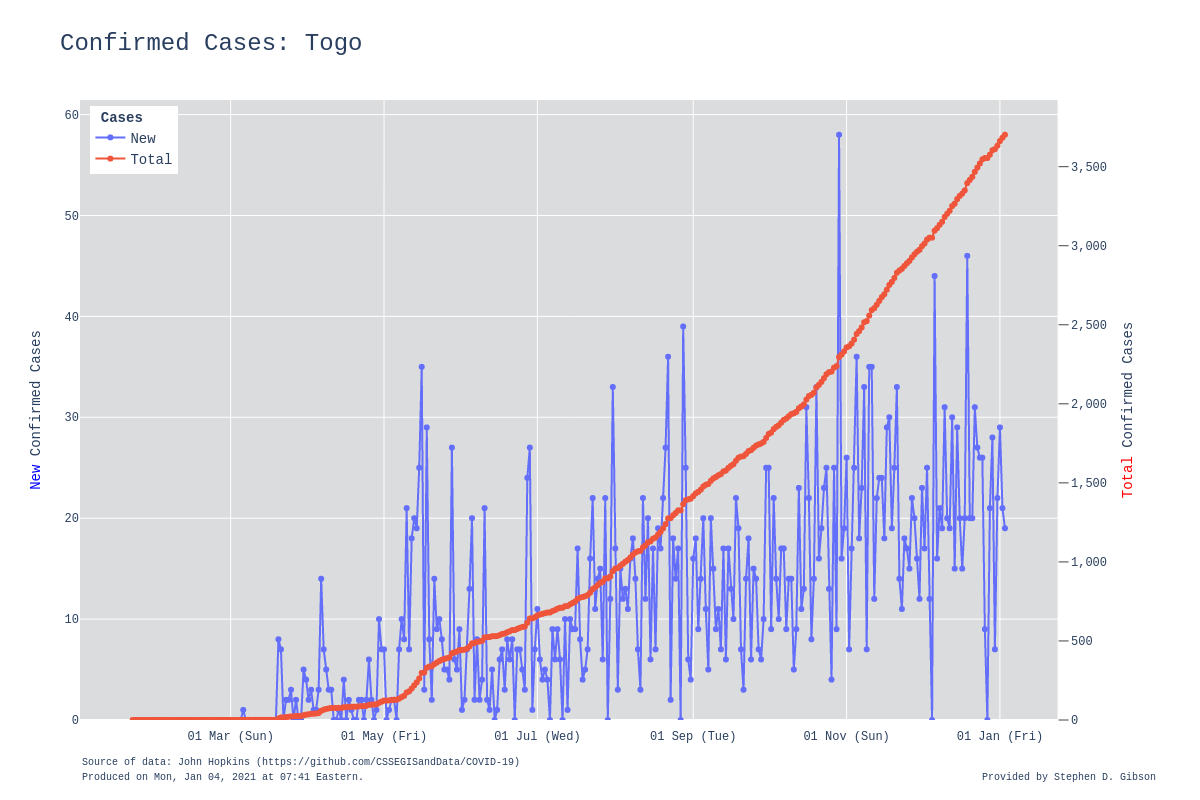 Confirmed Cases: Togo
Cases
New
Total
60
50
40
30
20
10
0
New Confirmed Cases
3,500
3,000
2,500
2,000
1,500
1,000
500
0
Total Confirmed Cases
01 Mar (Sun) 01 May (Fri) 01 Jul (Wed) 01 Sep (Tue) 01 Nov (Sun) 01 Jan (Fri)
Source of data: John Hopkins (https://github.com/CSSEGISandData/COVID-19)
Produced on Mon, Jan 04, 2021 at 07:41 Eastern.
Provided by Stephen D. Gibson